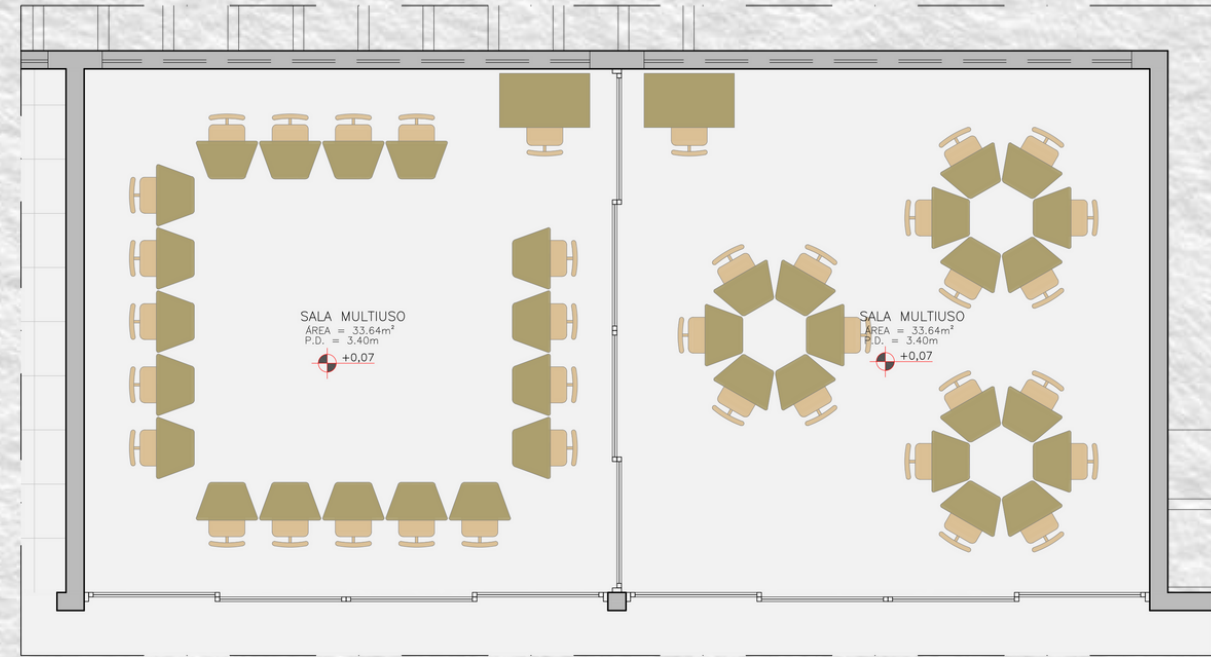 SALA MULTIUSO
ÁREA = 33.64m²
P.D. = 3.40m
+0,07
SALA MULTIUSO
ÁREA = 33.64m²
P.D. = 3.40m
+0,07